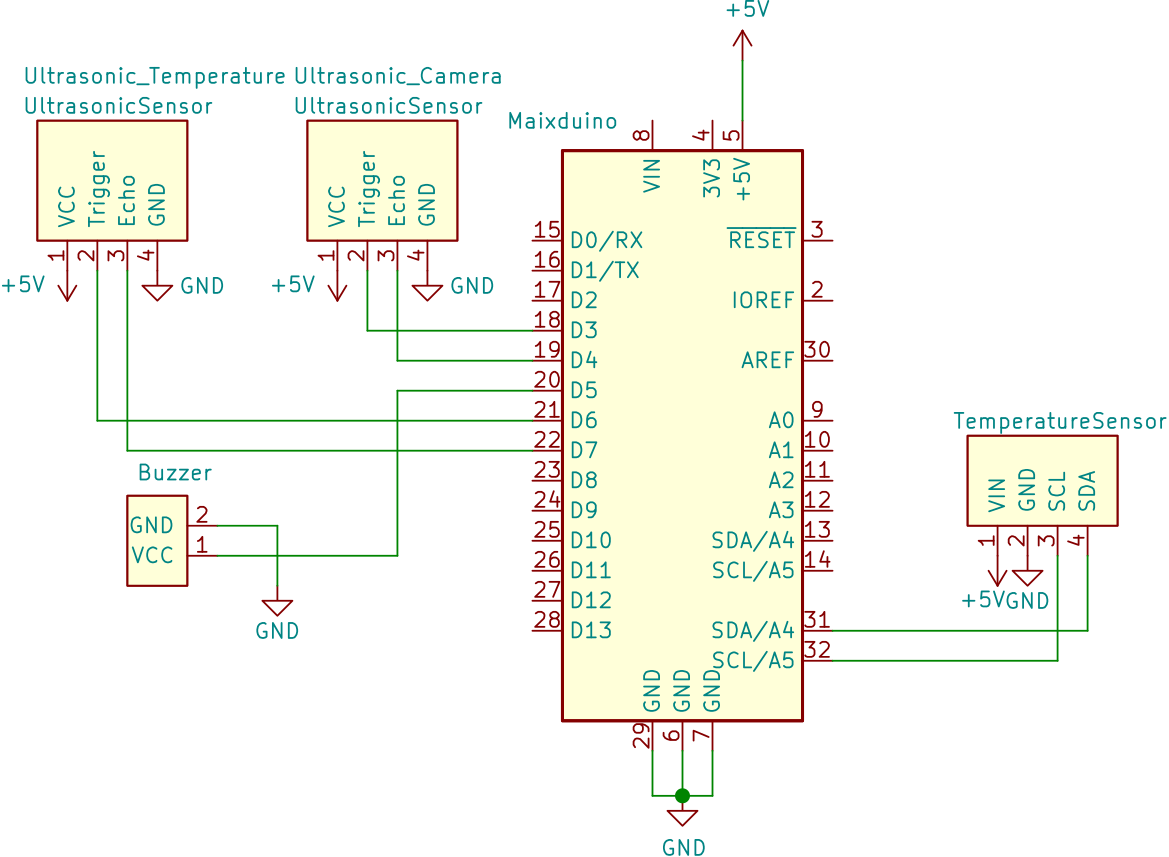 +5V
Ultrasonic_Temperature
UltrasonicSensor
VCC
Trigger
Echo
GND
1
2
3
4
+5V
GND
Ultrasonic_Camera
UltrasonicSensor
VCC
Trigger
Echo
GND
1
2
3
4
+5V
GND
Maixduino
8
4
5
VIN
3V3
+5V
15 D0/RX
16 D1/TX
17 D2
18 D3
19 D4
20 D5
21 D6
22 D7
23 D8
24 D9
25 D10
26 D11
27 D12
28 D13
RESET 3
IOREF 2
AREF 30
A0 9
A1 10
A2 11
A3 12
SDA/A4 13
SCL/A5 14
SDA/A4 31
SCL/A5 32
GND
GND
GND
29
6
7
GND
Buzzer
GND 2
VCC 1
GND
TemperatureSensor
VIN
GND
SCL
SDA
1
2
3
4
+5V
GND